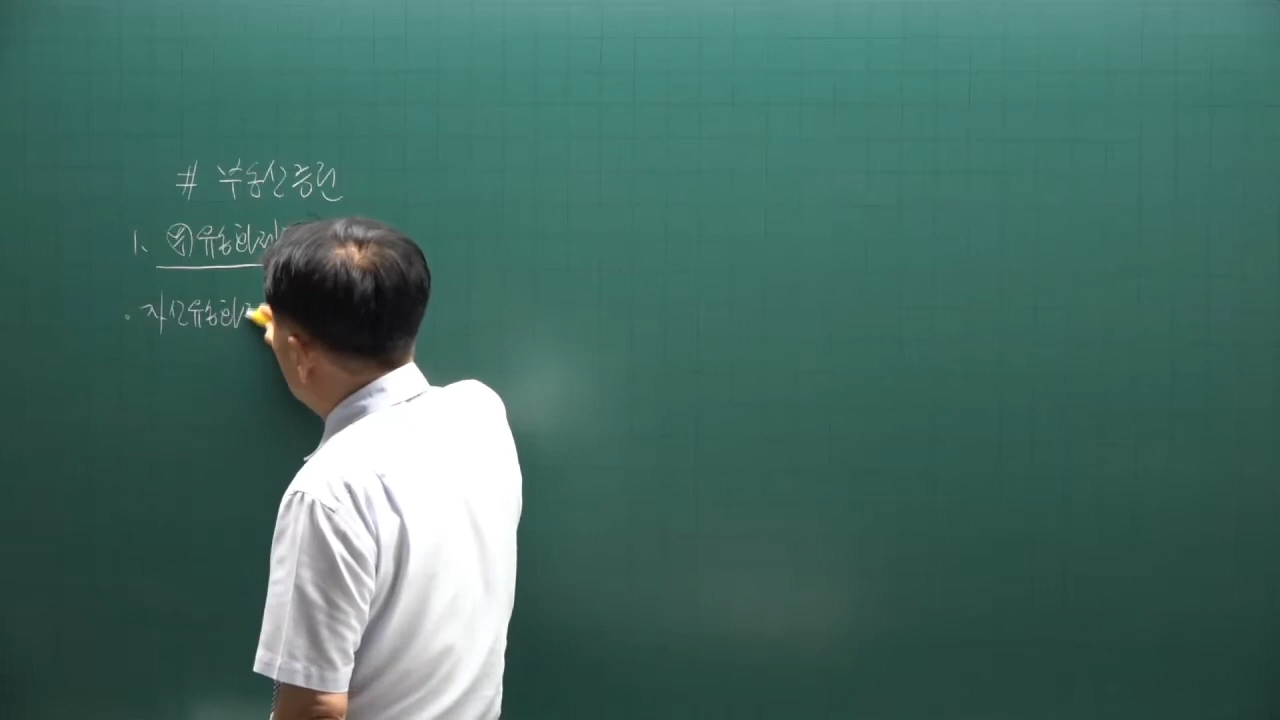 # 부동산증권
1. 유동화
. 자산유동화